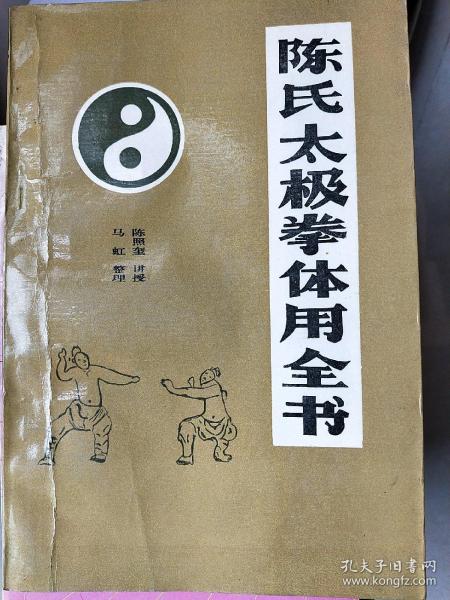 陈氏太极拳体用全书
陈照奎 讲授
马虹 整理
孔夫子旧书网
www.kongfz.com